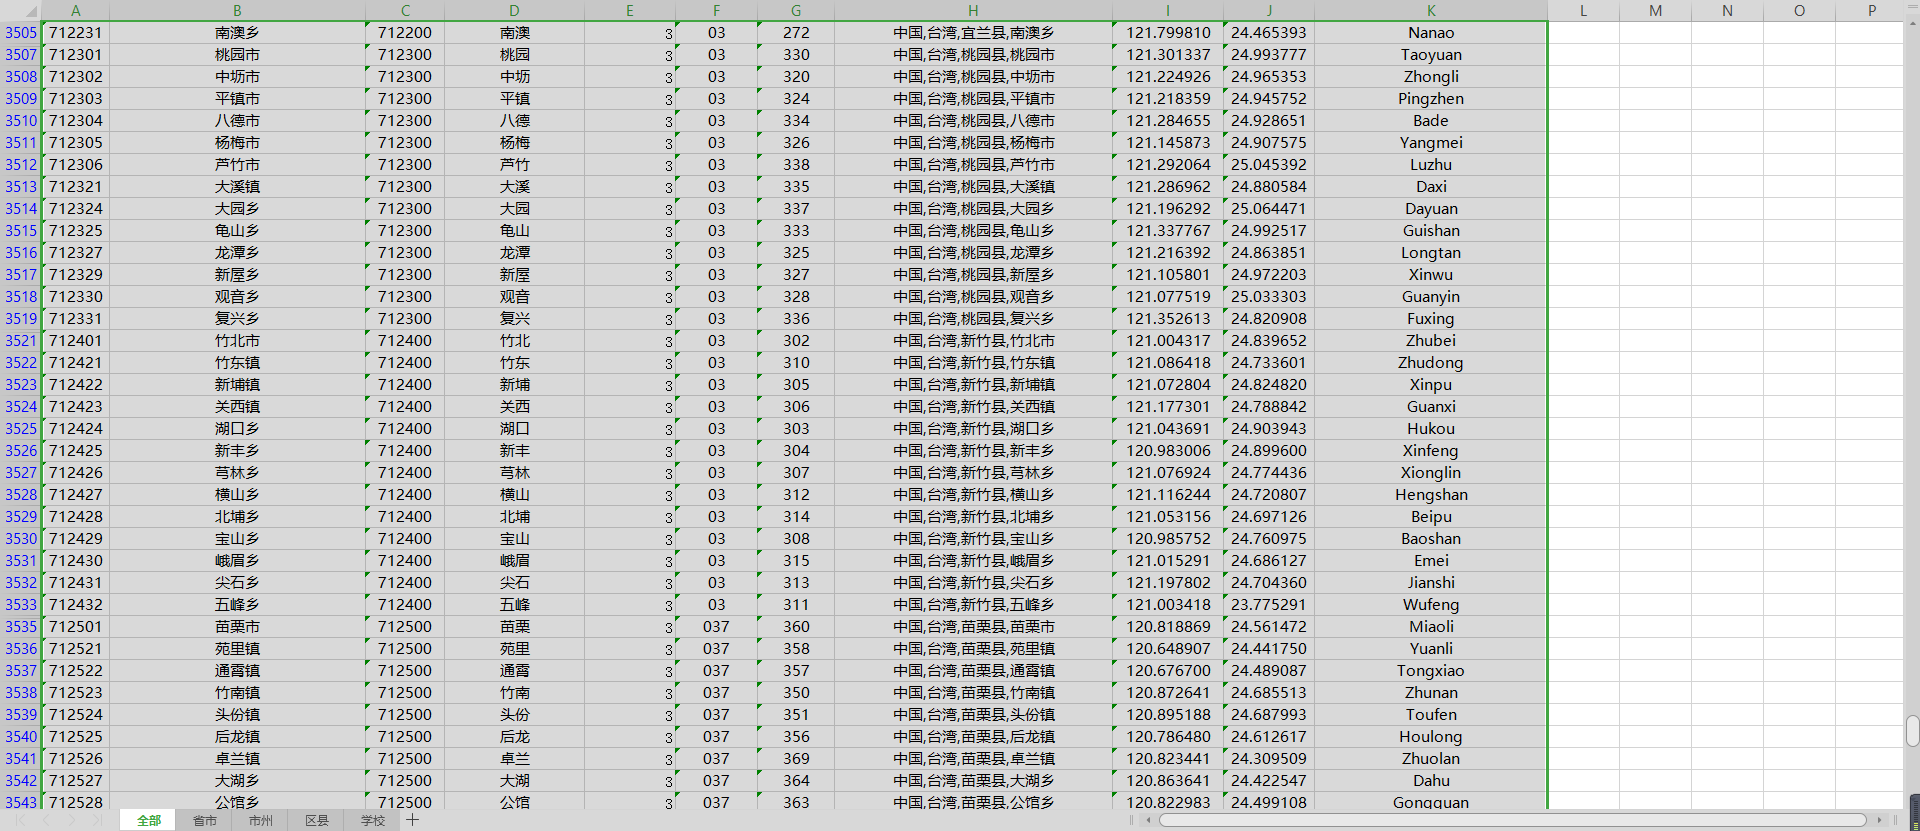 A B C D E F G H I J K L M N O P
3505 712231 南澳乡 712200 南澳 3 03 272 中国,台湾,宜兰县,南澳乡 121.799810 24.465393 Nanao
3507 712301 桃园市 712300 桃园 3 03 330 中国,台湾,桃园县,桃园市 121.301337 24.993777 Taoyuan
3508 712302 中坜市 712300 中坜 3 03 320 中国,台湾,桃园县,中坜市 121.224926 24.965353 Zhongli
3509 712303 平镇市 712300 平镇 3 03 324 中国,台湾,桃园县,平镇市 121.218359 24.945752 Pingzhen
3510 712304 八德市 712300 八德 3 03 334 中国,台湾,桃园县,八德市 121.284655 24.928651 Bade
3511 712305 杨梅市 712300 杨梅 3 03 326 中国,台湾,桃园县,杨梅市 121.145873 24.907575 Yangmei
3512 712306 芦竹市 712300 芦竹 3 03 338 中国,台湾,桃园县,芦竹市 121.292064 25.045392 Luzhu
3513 712321 大溪镇 712300 大溪 3 03 335 中国,台湾,桃园县,大溪镇 121.286962 24.880584 Daxi
3514 712324 大园乡 712300 大园 3 03 337 中国,台湾,桃园县,大园乡 121.196292 25.064471 Dayuan
3515 712325 龟山乡 712300 龟山 3 03 333 中国,台湾,桃园县,龟山乡 121.337767 24.992517 Guishan
3516 712327 龙潭乡 712300 龙潭 3 03 325 中国,台湾,桃园县,龙潭乡 121.216392 24.863851 Longtan
3517 712329 新屋乡 712300 新屋 3 03 327 中国,台湾,桃园县,新屋乡 121.105801 24.972203 Xinwu
3518 712330 观音乡 712300 观音 3 03 328 中国,台湾,桃园县,观音乡 121.077519 25.033303 Guanyin
3519 712331 复兴乡 712300 复兴 3 03 336 中国,台湾,桃园县,复兴乡 121.352613 24.820908 Fuxing
3521 712401 竹北市 712400 竹北 3 03 302 中国,台湾,新竹县,竹北市 121.004317 24.839652 Zhubei
3522 712421 竹东镇 712400 竹东 3 03 310 中国,台湾,新竹县,竹东镇 121.086418 24.733601 Zhudong
3523 712422 新埔镇 712400 新埔 3 03 305 中国,台湾,新竹县,新埔镇 121.072804 24.824820 Xinpu
3524 712423 关西镇 712400 关西 3 03 306 中国,台湾,新竹县,关西镇 121.177301 24.788842 Guanxi
3525 712424 湖口乡 712400 湖口 3 03 303 中国,台湾,新竹县,湖口乡 121.043691 24.903943 Hukou
3526 712425 新丰乡 712400 新丰 3 03 304 中国,台湾,新竹县,新丰乡 120.983006 24.899600 Xinfeng
3527 712426 芎林乡 712400 芎林 3 03 307 中国,台湾,新竹县,芎林乡 121.076924 24.774436 Xionglin
3528 712427 横山乡 712400 横山 3 03 312 中国,台湾,新竹县,横山乡 121.116244 24.720807 Hengshan
3529 712428 北埔乡 712400 北埔 3 03 314 中国,台湾,新竹县,北埔乡 121.053156 24.697126 Beipu
3530 712429 宝山乡 712400 宝山 3 03 308 中国,台湾,新竹县,宝山乡 120.985752 24.760975 Baoshan
3531 712430 峨眉乡 712400 峨眉 3 03 315 中国,台湾,新竹县,峨眉乡 121.015291 24.686127 Emei
3532 712431 尖石乡 712400 尖石 3 03 313 中国,台湾,新竹县,尖石乡 121.197802 24.704360 Jianshi
3533 712432 五峰乡 712400 五峰 3 03 311 中国,台湾,新竹县,五峰乡 121.003418 23.775291 Wufeng
3535 712501 苗栗市 712500 苗栗 3 037 360 中国,台湾,苗栗县,苗栗市 120.818869 24.561472 Miaoli
3536 712521 苑里镇 712500 苑里 3 037 358 中国,台湾,苗栗县,苑里镇 120.648907 24.441750 Yuanli
3537 712522 通霄镇 712500 通霄 3 037 357 中国,台湾,苗栗县,通霄镇 120.676700 24.489087 Tongxiao
3538 712523 竹南镇 712500 竹南 3 037 350 中国,台湾,苗栗县,竹南镇 120.872641 24.685513 Zhunan
3539 712524 头份镇 712500 头份 3 037 351 中国,台湾,苗栗县,头份镇 120.895188 24.687993 Toufen
3540 712525 后龙镇 712500 后龙 3 037 356 中国,台湾,苗栗县,后龙镇 120.786480 24.612617 Houlong
3541 712526 卓兰镇 712500 卓兰 3 037 369 中国,台湾,苗栗县,卓兰镇 120.823441 24.309509 Zhuolan
3542 712527 大湖乡 712500 大湖 3 037 364 中国,台湾,苗栗县,大湖乡 120.863641 24.422547 Dahu
3543 712528 公馆乡 712500 公馆 3 037 363 中国,台湾,苗栗县,公馆乡 120.822983 24.499108 Gongguan
全部 省市 市州 区县 学校